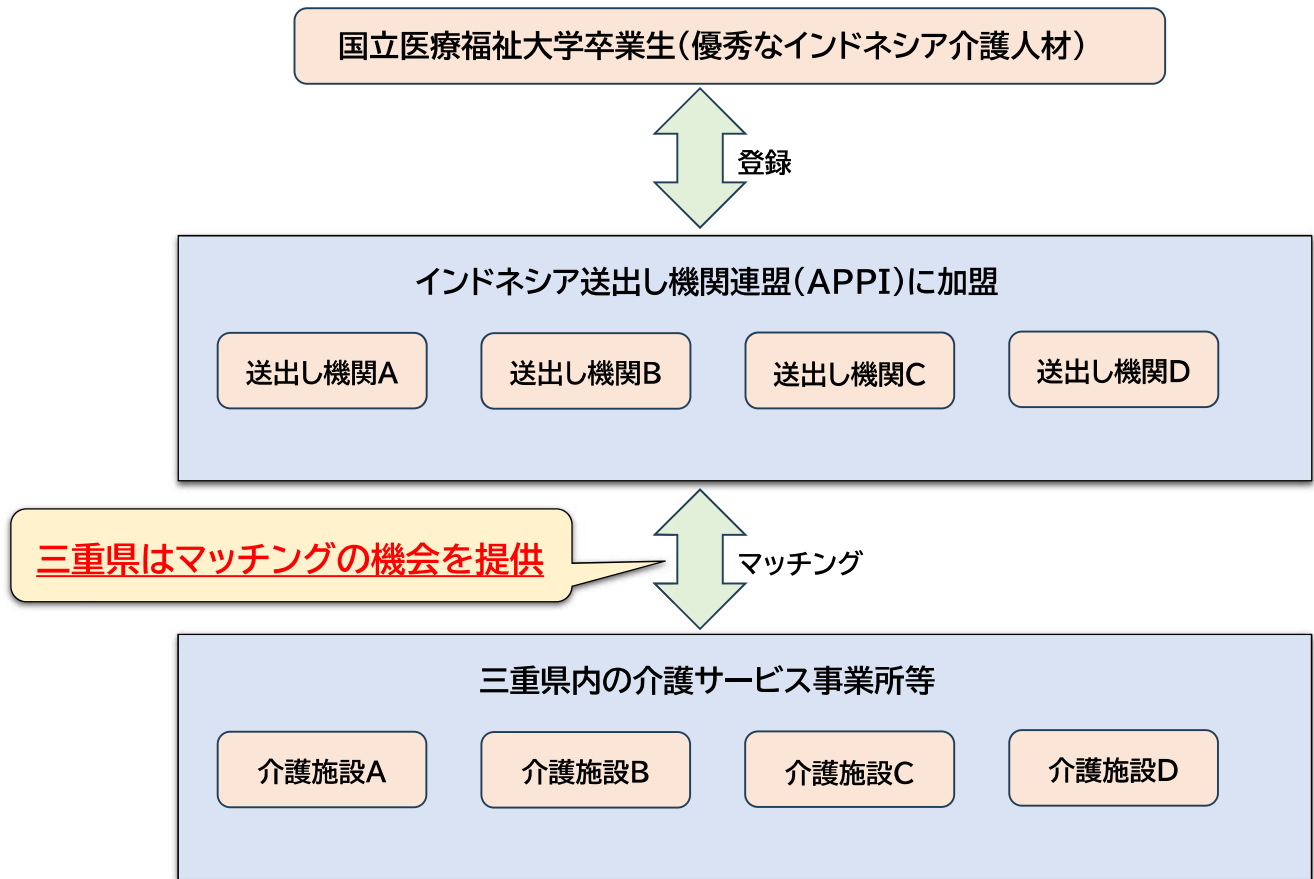 国立医療福祉大学卒業生（優秀なインドネシア介護人材）
登録
インドネシア送出し機関連盟（APPI）に加盟
送出し機関A
送出し機関B
送出し機関C
送出し機関D
三重県はマッチングの機会を提供
マッチング
三重県内の介護サービス事業所等
介護施設A
介護施設B
介護施設C
介護施設D